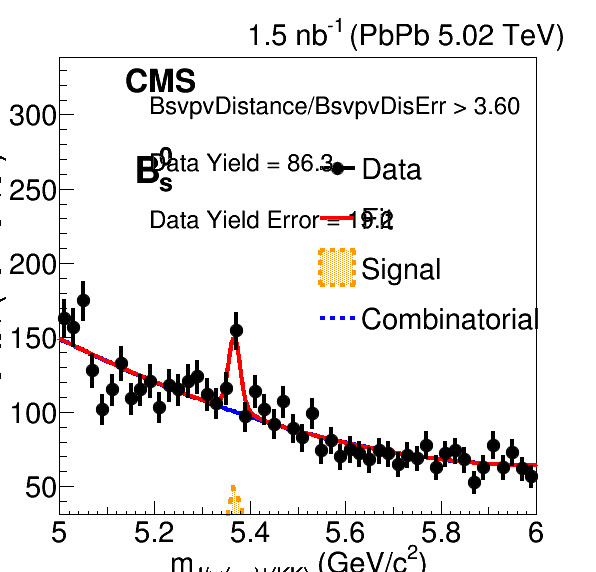 1.5 nb-1 (PbPb 5.02 TeV)
CMS
BsvpvDistance/BsvpvDisErr > 3.60
Data Yield = 86.3
B0s
Data
Data Yield Error = 19.2
Fit
Signal
Combinatorial
300
250
200
150
100
50
5 5.2 5.4 5.6 5.8 6
(GeV/c2)